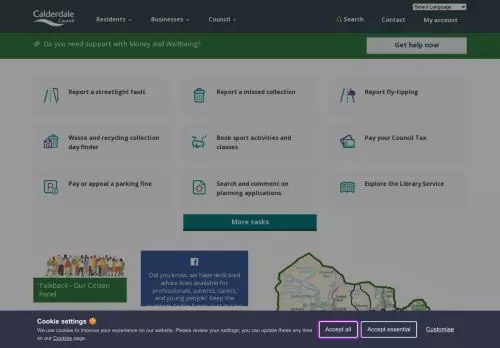 Calderdale
Council
Residents
Businesses
Council
Select Language
Search
Contact
My account
Do you need support with Money and Wellbeing?
Get help now
Report a streetlight fault
Report a missed collection
Report fly-tipping
Waste and recycling collection
day finder
Book sport activities and
classes
Pay your Council Tax
Pay or appeal a parking fine
Search and comment on
planning applications
Explore the Library Service
More tasks
Talkback - Our Citizen
Panel
Did you know, we have dedicated
advice lines available for
professionals, parents, carers,
and young people? Keep the
Cookie settings 🍪
We use cookies to improve your experience on our website. Please review your settings; you can update these any time
on our Cookies page.
Accept all
Accept essential
Customise